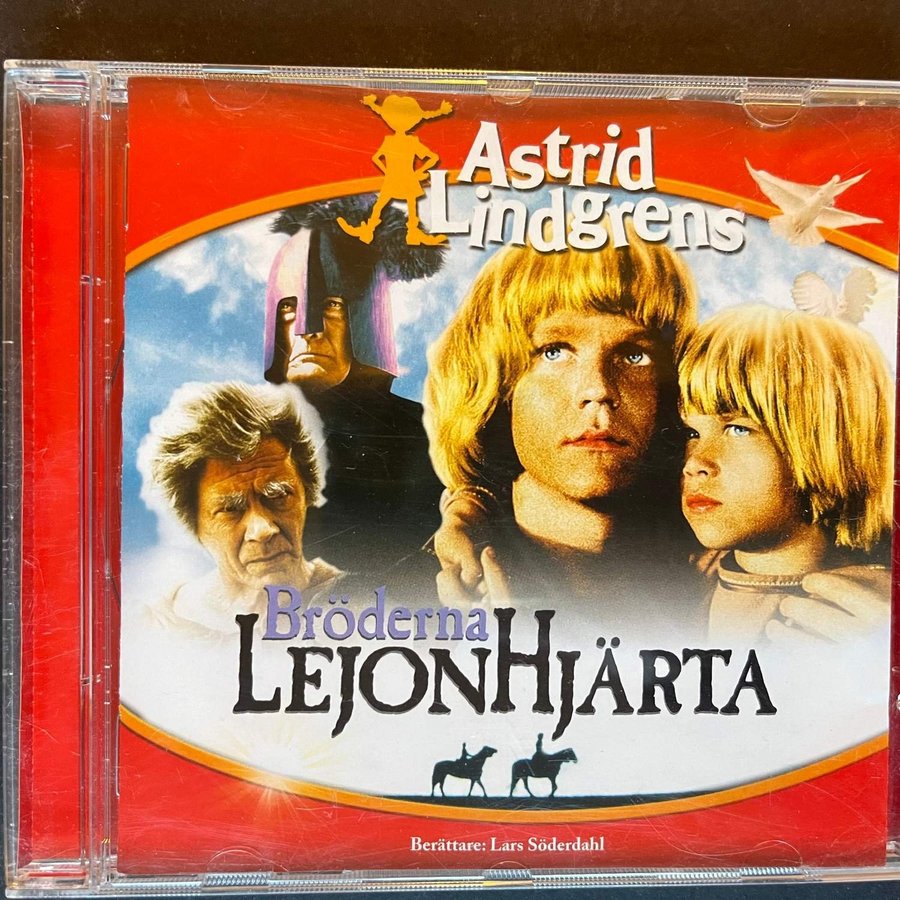 Astrid
Lindgrens
Bröderna
LEJONHJÄRTA
Berättare: Lars Söderdahl